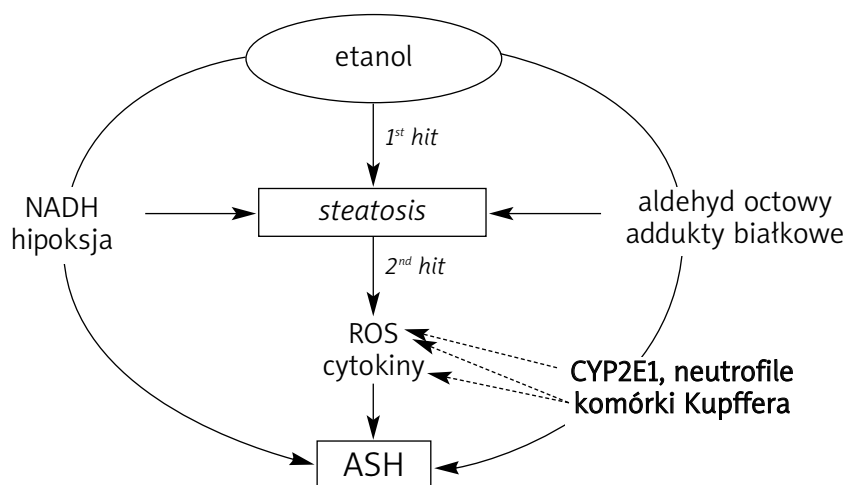 etanol
1st hit
NADH
hipoksja
steatosis
aldehyd octowy
addukty białkowe
2nd hit
ROS
cytokiny
CYP2E1, neutrofile
komórki Kupffera
ASH